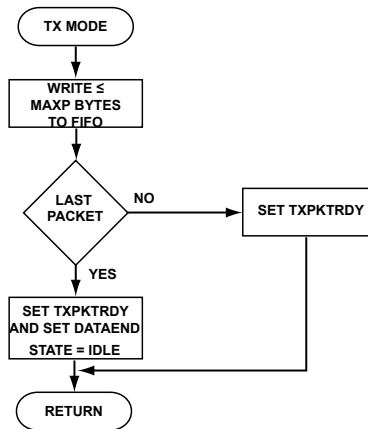 TX MODE
WRITE ≤
MAXP BYTES
TO FIFO
LAST
PACKET
NO
SET TXPKTRDY
YES
SET TXPKTRDY
AND SET DATAEND
STATE = IDLE
RETURN